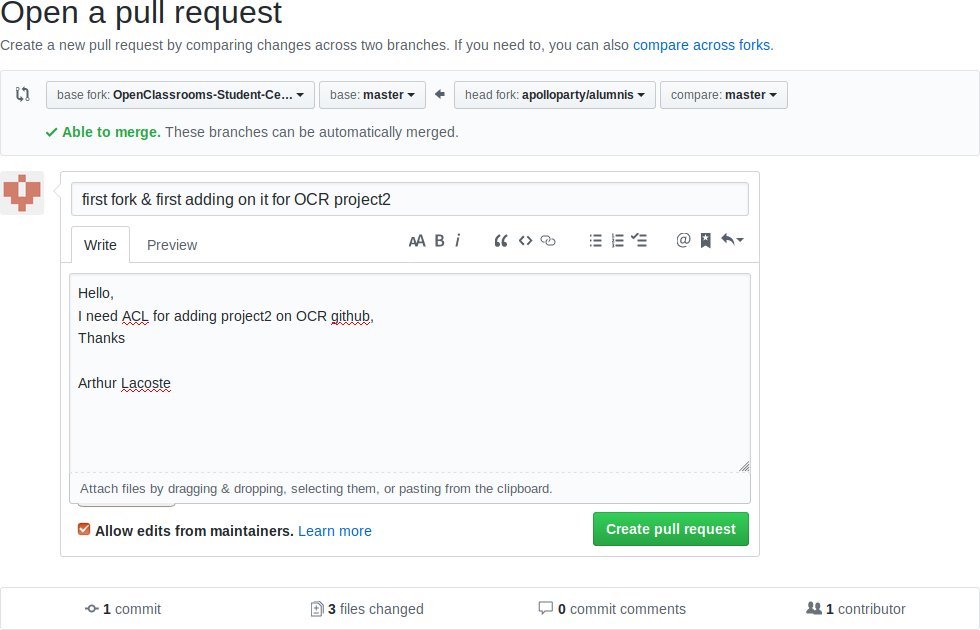 Open a pull request
Create a new pull request by comparing changes across two branches. If you need to, you can also compare across forks.
base fork: OpenClassrooms-Student-Ce... base: master head fork: apolloparty/alumnis compare: master
Able to merge. These branches can be automatically merged.
first fork & first adding on it for OCR project2
Write Preview AA B i @
Hello,
I need ACL for adding project2 on OCR github,
Thanks
Arthur Lacoste
Attach files by dragging & dropping, selecting them, or pasting from the clipboard.
Allow edits from maintainers. Learn more Create pull request
1 commit 3 files changed 0 commit comments 1 contributor